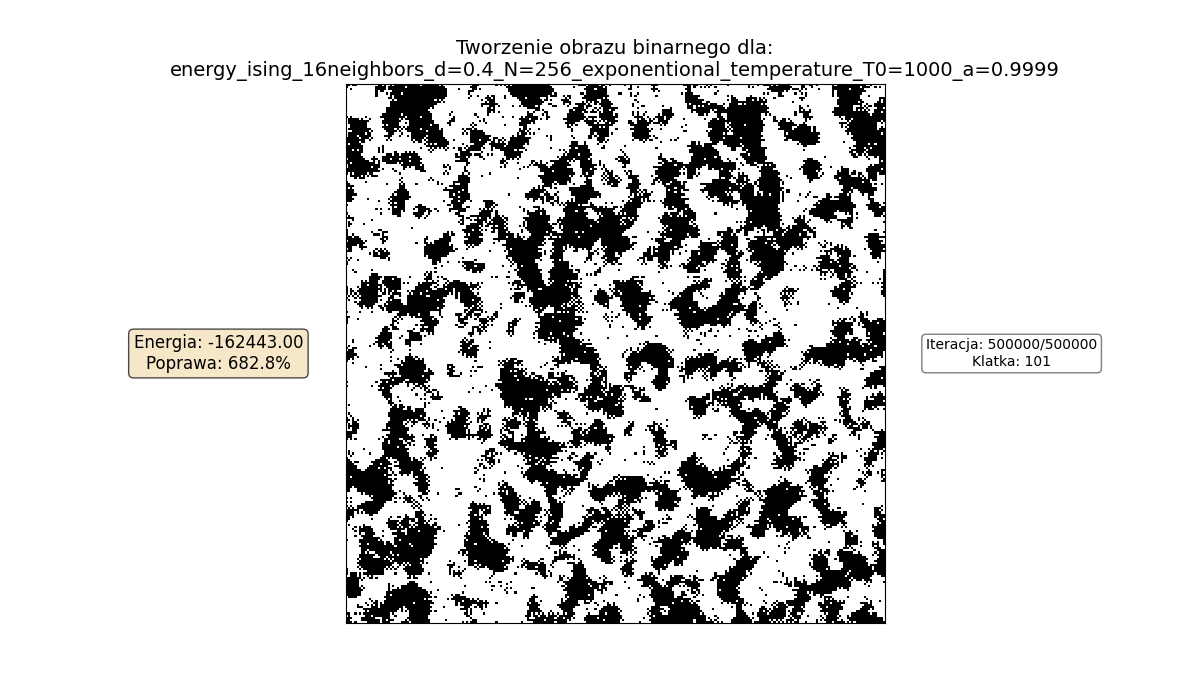 Tworzenie obrazu binarnego dla:
energy_ising_16neighbors_d=0.4_N=256_exponentional_temperature_T0=1000_a=0.9999
Energia: -162443.00
Poprawa: 682.8%
Iteracja: 500000/500000
Klatka: 101